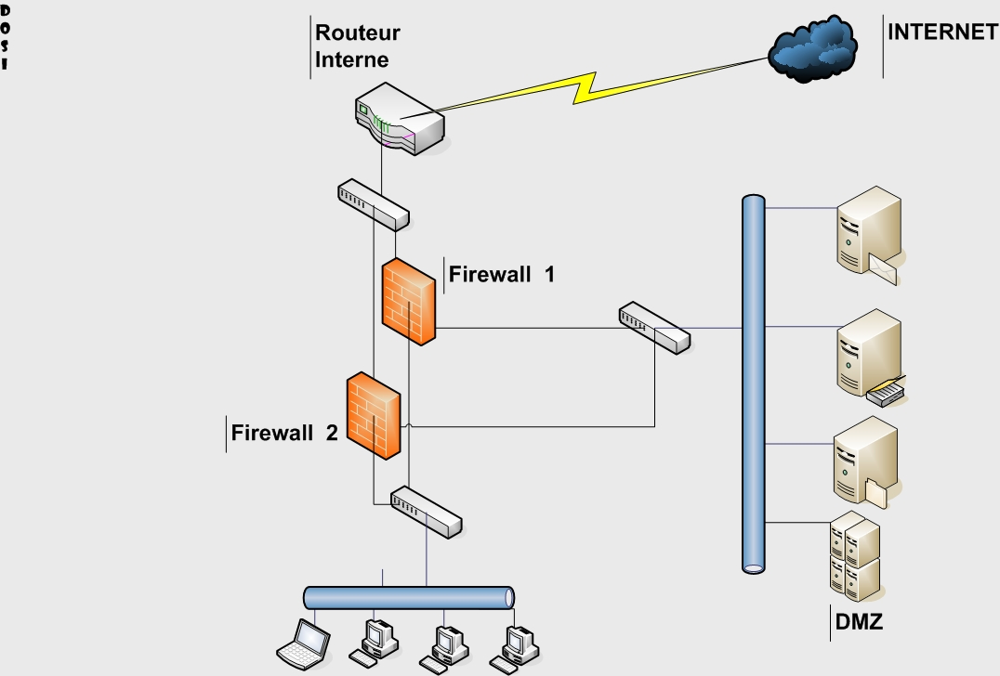 D
O
S
I
Routeur
Interne
INTERNET
Firewall 1
Firewall 2
DMZ